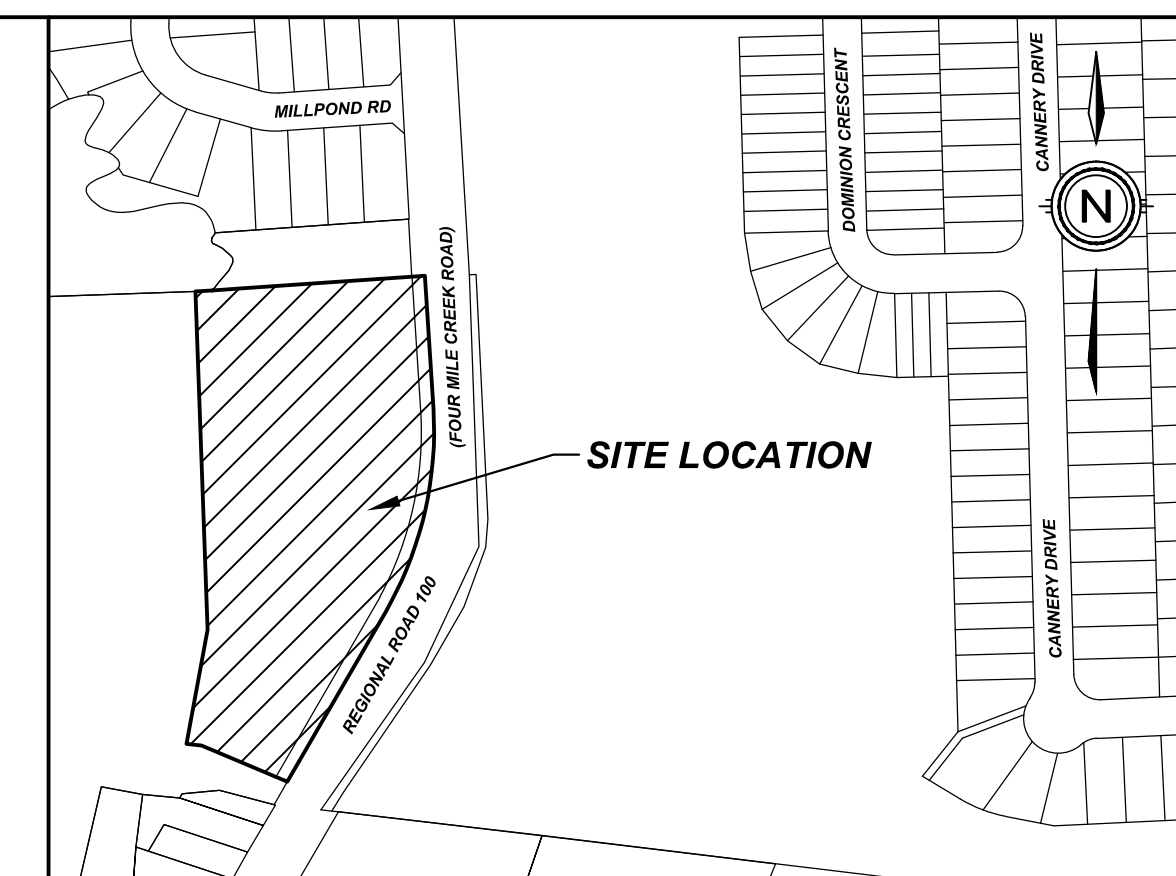 MILLPOND RD
DOMINION CRESCENT
CANNERY DRIVE
N
(FOUR MILE CREEK ROAD)
SITE LOCATION
REGIONAL ROAD 100
CANNERY DRIVE